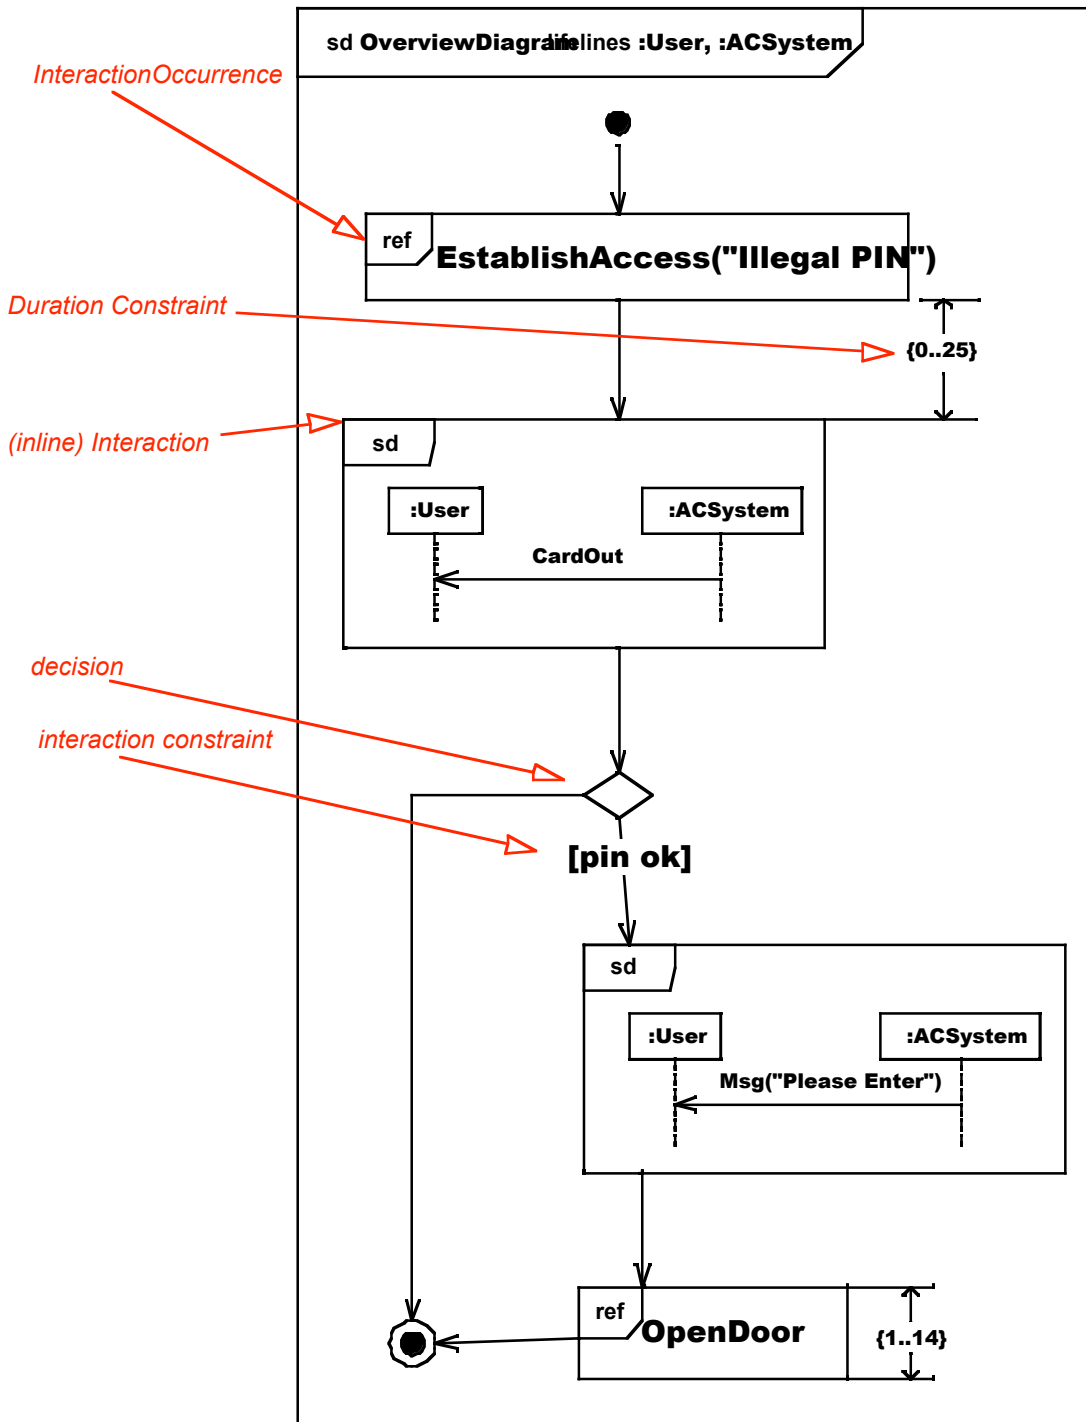 sd OverviewDiagram lifelines :User, :ACSystem
InteractionOccurrence
ref
EstablishAccess("Illegal PIN")
Duration Constraint
{0..25}
(inline) Interaction
sd
:User
:ACSystem
CardOut
decision
interaction constraint
[pin ok]
sd
:User
:ACSystem
Msg("Please Enter")
ref
OpenDoor
{1..14}